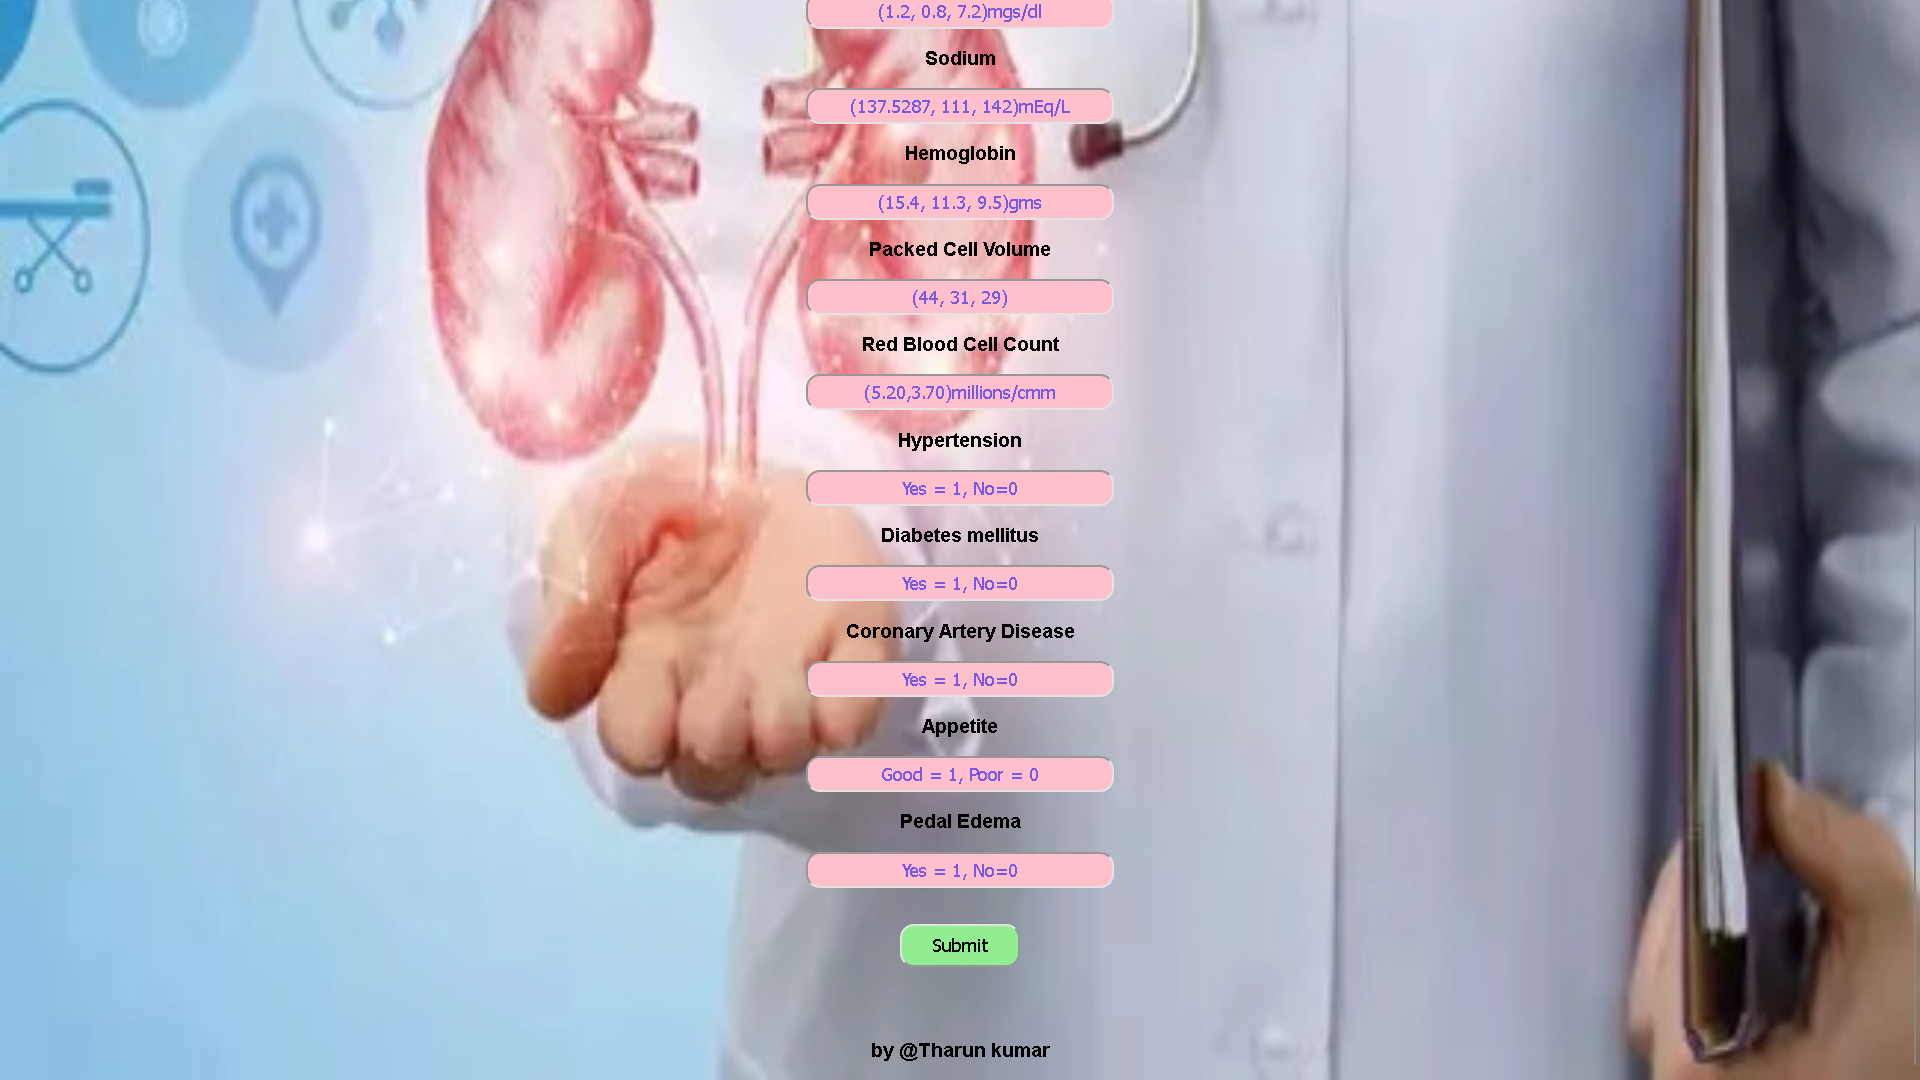 (1.2, 0.8, 7.2)mgs/dl
Sodium
(137.5287, 111, 142)mEq/L
Hemoglobin
(15.4, 11.3, 9.5)gms
Packed Cell Volume
(44, 31, 29)
Red Blood Cell Count
(5.20,3.70)millions/cmm
Hypertension
Yes = 1, No=0
Diabetes mellitus
Yes = 1, No=0
Coronary Artery Disease
Yes = 1, No=0
Appetite
Good = 1, Poor = 0
Pedal Edema
Yes = 1, No=0
Submit
by @Tharun kumar